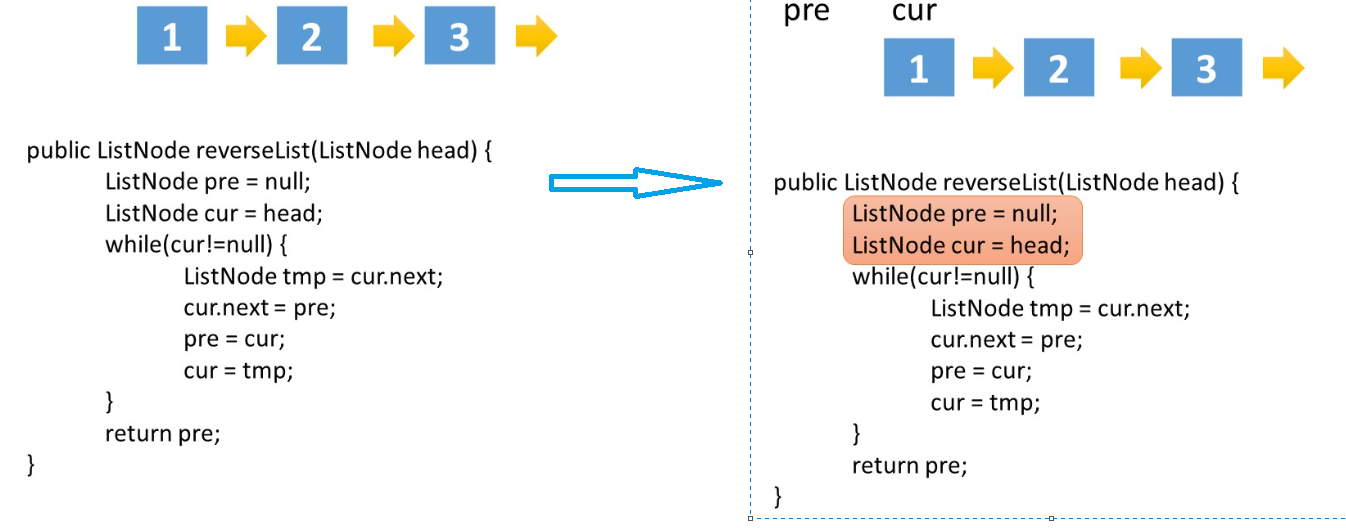 1 2 3
public ListNode reverseList(ListNode head) {
ListNode pre = null;
ListNode cur = head;
while(cur!=null) {
ListNode tmp = cur.next;
cur.next = pre;
pre = cur;
cur = tmp;
}
return pre;
}
pre cur
1 2 3
public ListNode reverseList(ListNode head) {
ListNode pre = null;
ListNode cur = head;
while(cur!=null) {
ListNode tmp = cur.next;
cur.next = pre;
pre = cur;
cur = tmp;
}
return pre;
}